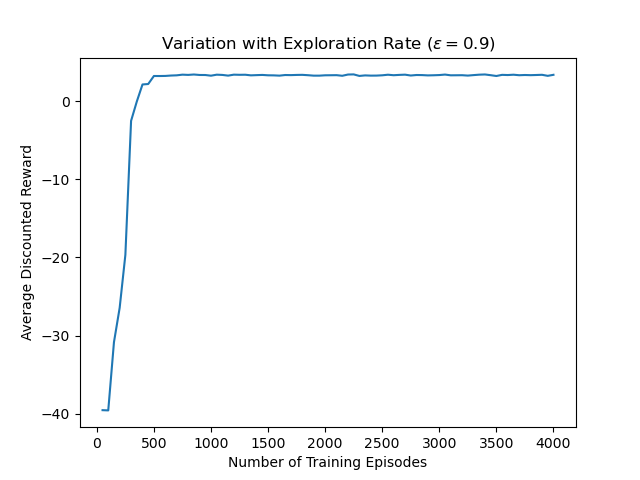 Variation with Exploration Rate (ε = 0.9)
Average Discounted Reward
0
−10
−20
−30
−40
0 500 1000 1500 2000 2500 3000 3500 4000
Number of Training Episodes